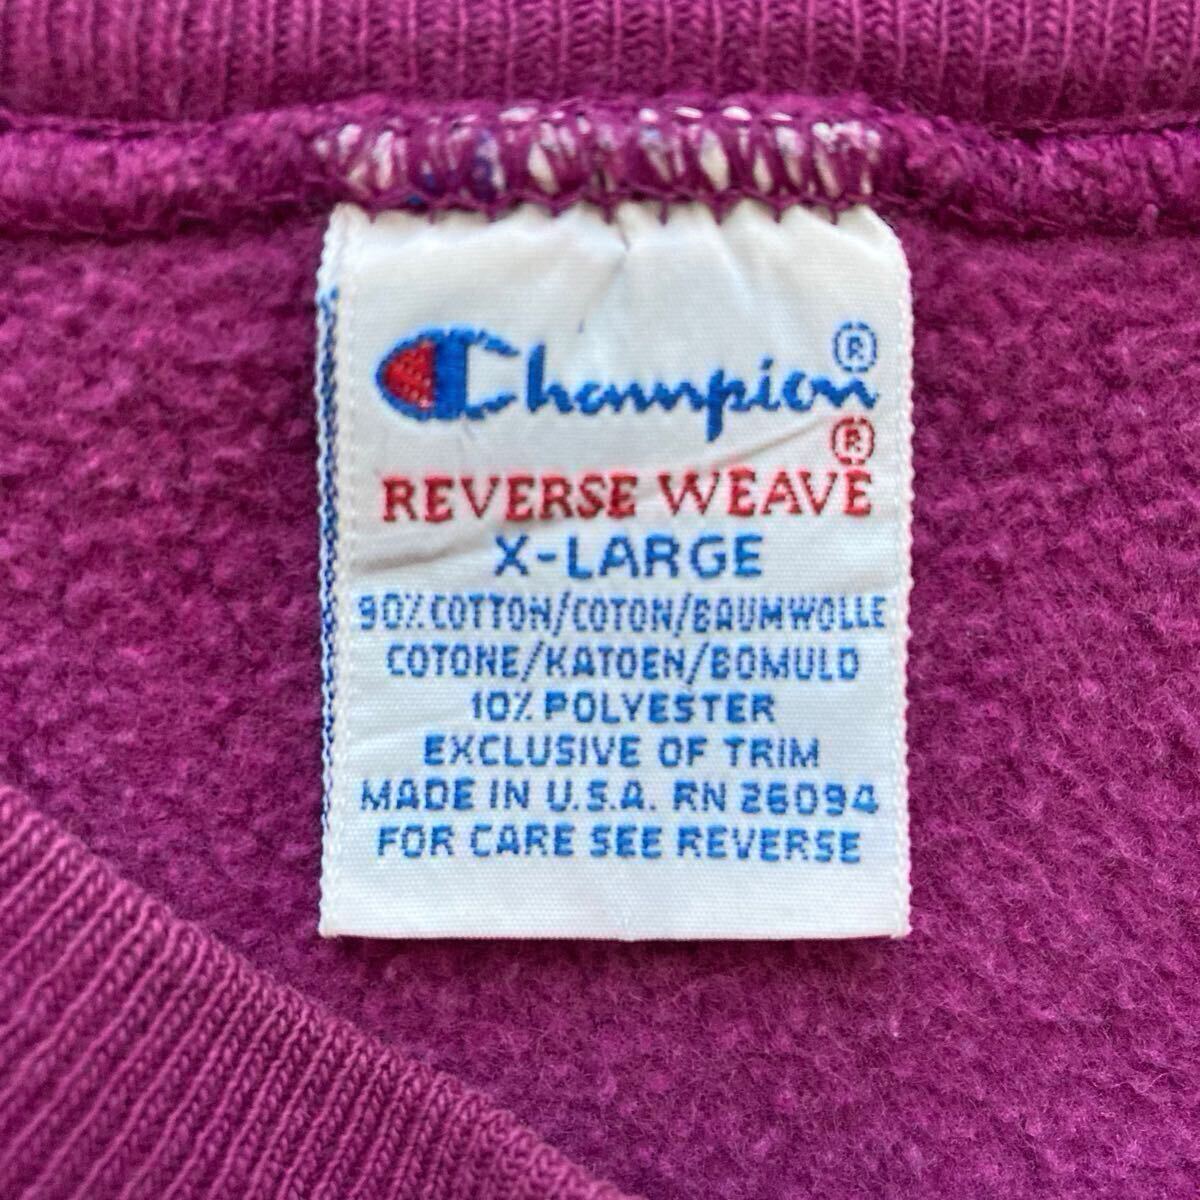 Champion®
REVERSE WEAVE®
X-LARGE
90% COTTON/COTON/BAUMWOLLE
COTONE/KATOEN/BOMULD
10% POLYESTER
EXCLUSIVE OF TRIM
MADE IN U.S.A. RN 26094
FOR CARE SEE REVERSE